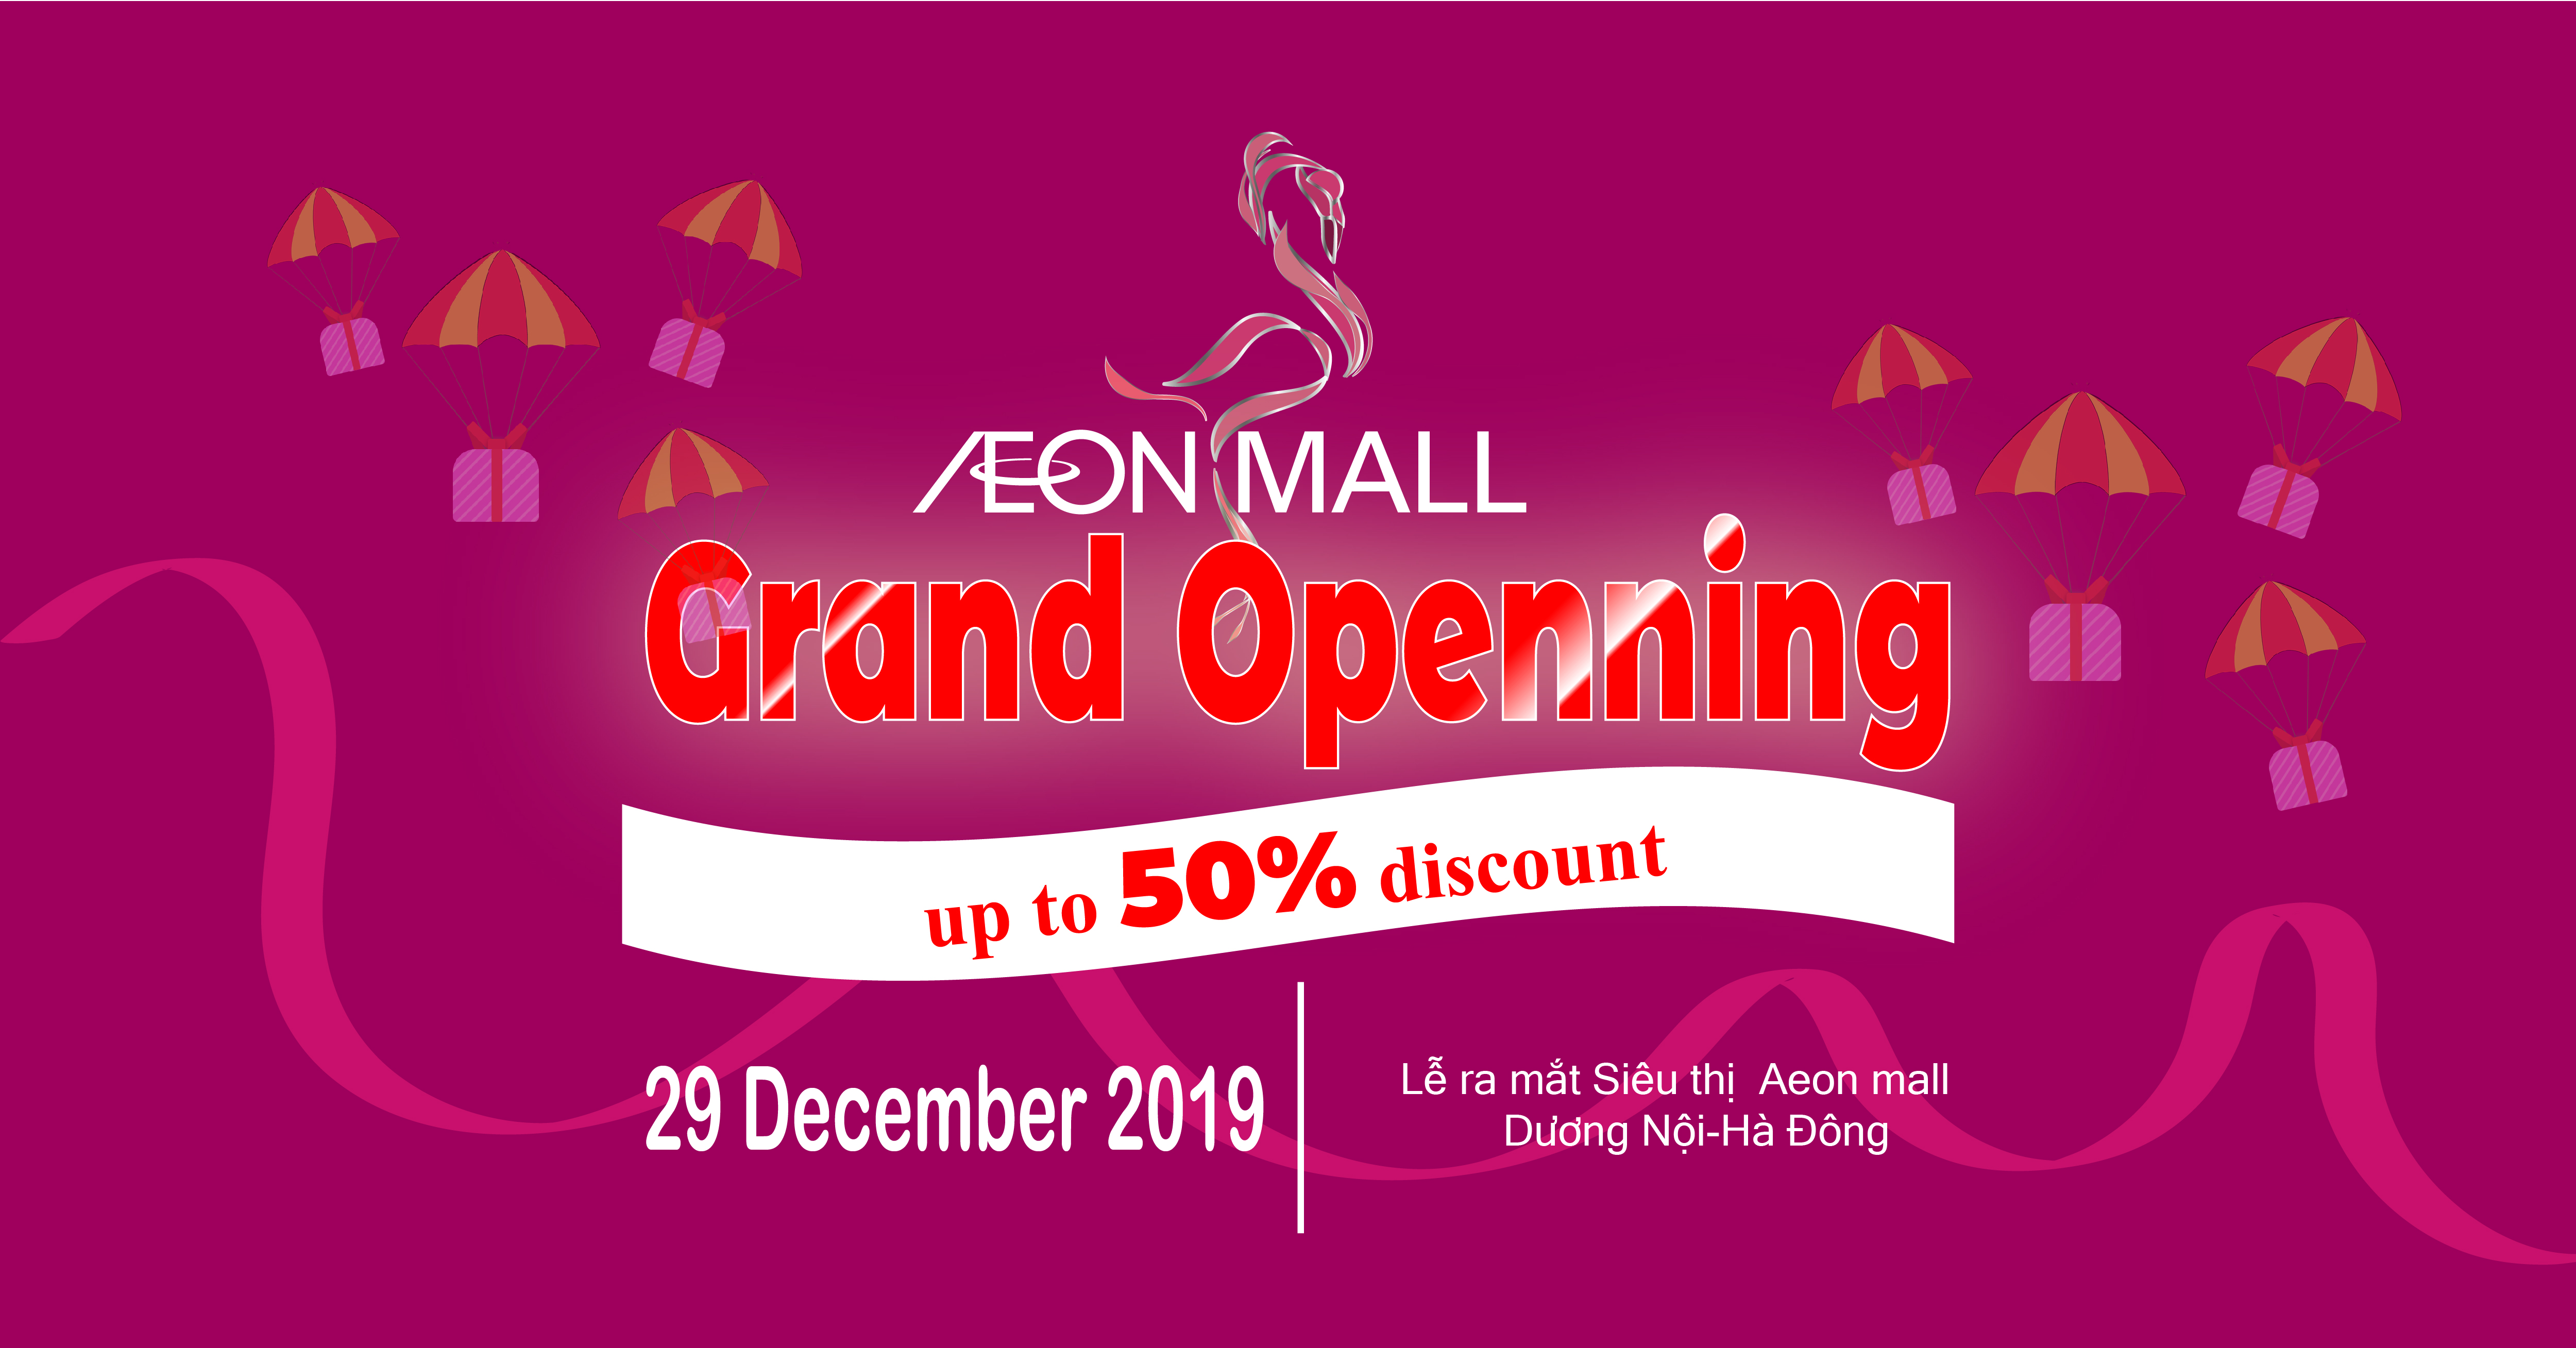 ÆON MALL
Grand Openning
up to 50% discount
29 December 2019
Lễ ra mắt Siêu thị Aeon mall
Dương Nội-Hà Đông